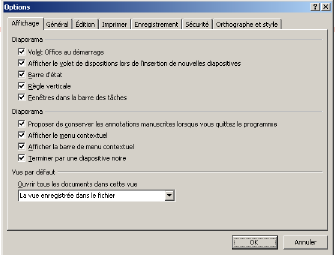 Options
Affichage Général Édition Imprimer Enregistrement Sécurité Orthographe et style
Diaporama
Volet Office au démarrage
Afficher le volet de dispositions lors de l'insertion de nouvelles diapositives
Barre d'état
Règle verticale
Fenêtres dans la barre des tâches
Diaporama
Proposer de conserver les annotations manuscrites lorsque vous quittez le programme
Afficher le menu contextuel
Afficher la barre de menu contextuel
Terminer par une diapositive noire
Vue par défaut
Ouvrir tous les documents dans cette vue
La vue enregistrée dans le fichier
OK Annuler